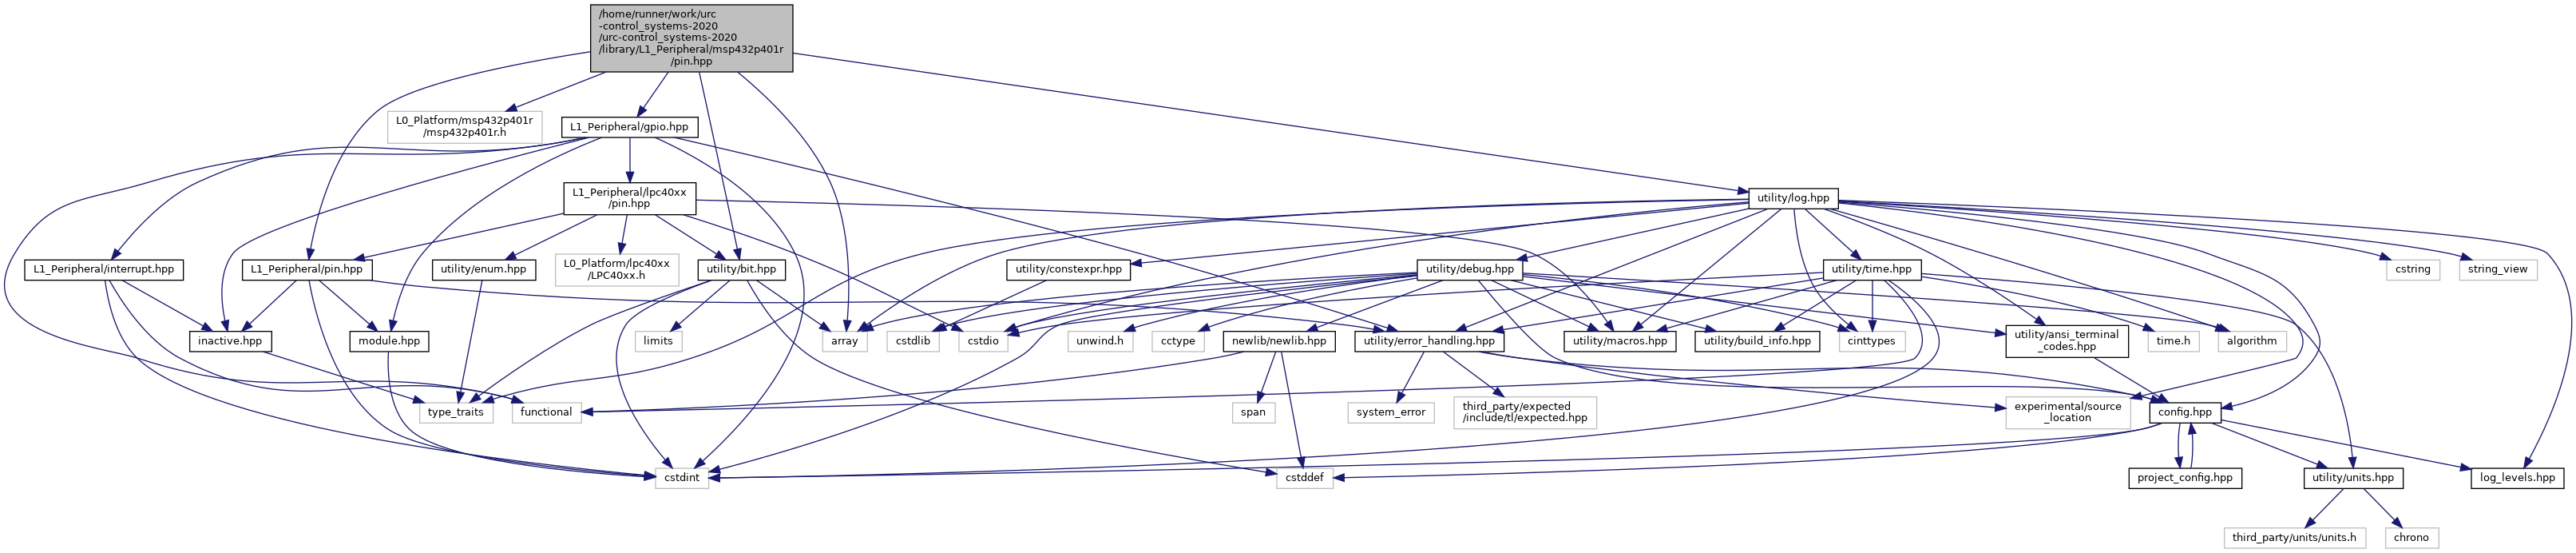 /home/runner/work/urc
-control_systems-2020
/urc-control_systems-2020
/library/L1_Peripheral/msp432p401r
/pin.hpp
L0_Platform/msp432p401r
/msp432p401r.h
L1_Peripheral/gpio.hpp
L1_Peripheral/lpc40xx
/pin.hpp
utility/log.hpp
L1_Peripheral/interrupt.hpp
L1_Peripheral/pin.hpp
utility/enum.hpp
L0_Platform/lpc40xx
/LPC40xx.h
utility/bit.hpp
utility/constexpr.hpp
utility/debug.hpp
utility/time.hpp
cstring
string_view
inactive.hpp
module.hpp
limits
array
cstdlib
cstdio
unwind.h
cctype
newlib/newlib.hpp
utility/error_handling.hpp
utility/macros.hpp
utility/build_info.hpp
cinttypes
utility/ansi_terminal
_codes.hpp
time.h
algorithm
type_traits
functional
span
system_error
third_party/expected
/include/tl/expected.hpp
experimental/source
_location
config.hpp
cstdint
cstddef
project_config.hpp
utility/units.hpp
log_levels.hpp
third_party/units/units.h
chrono